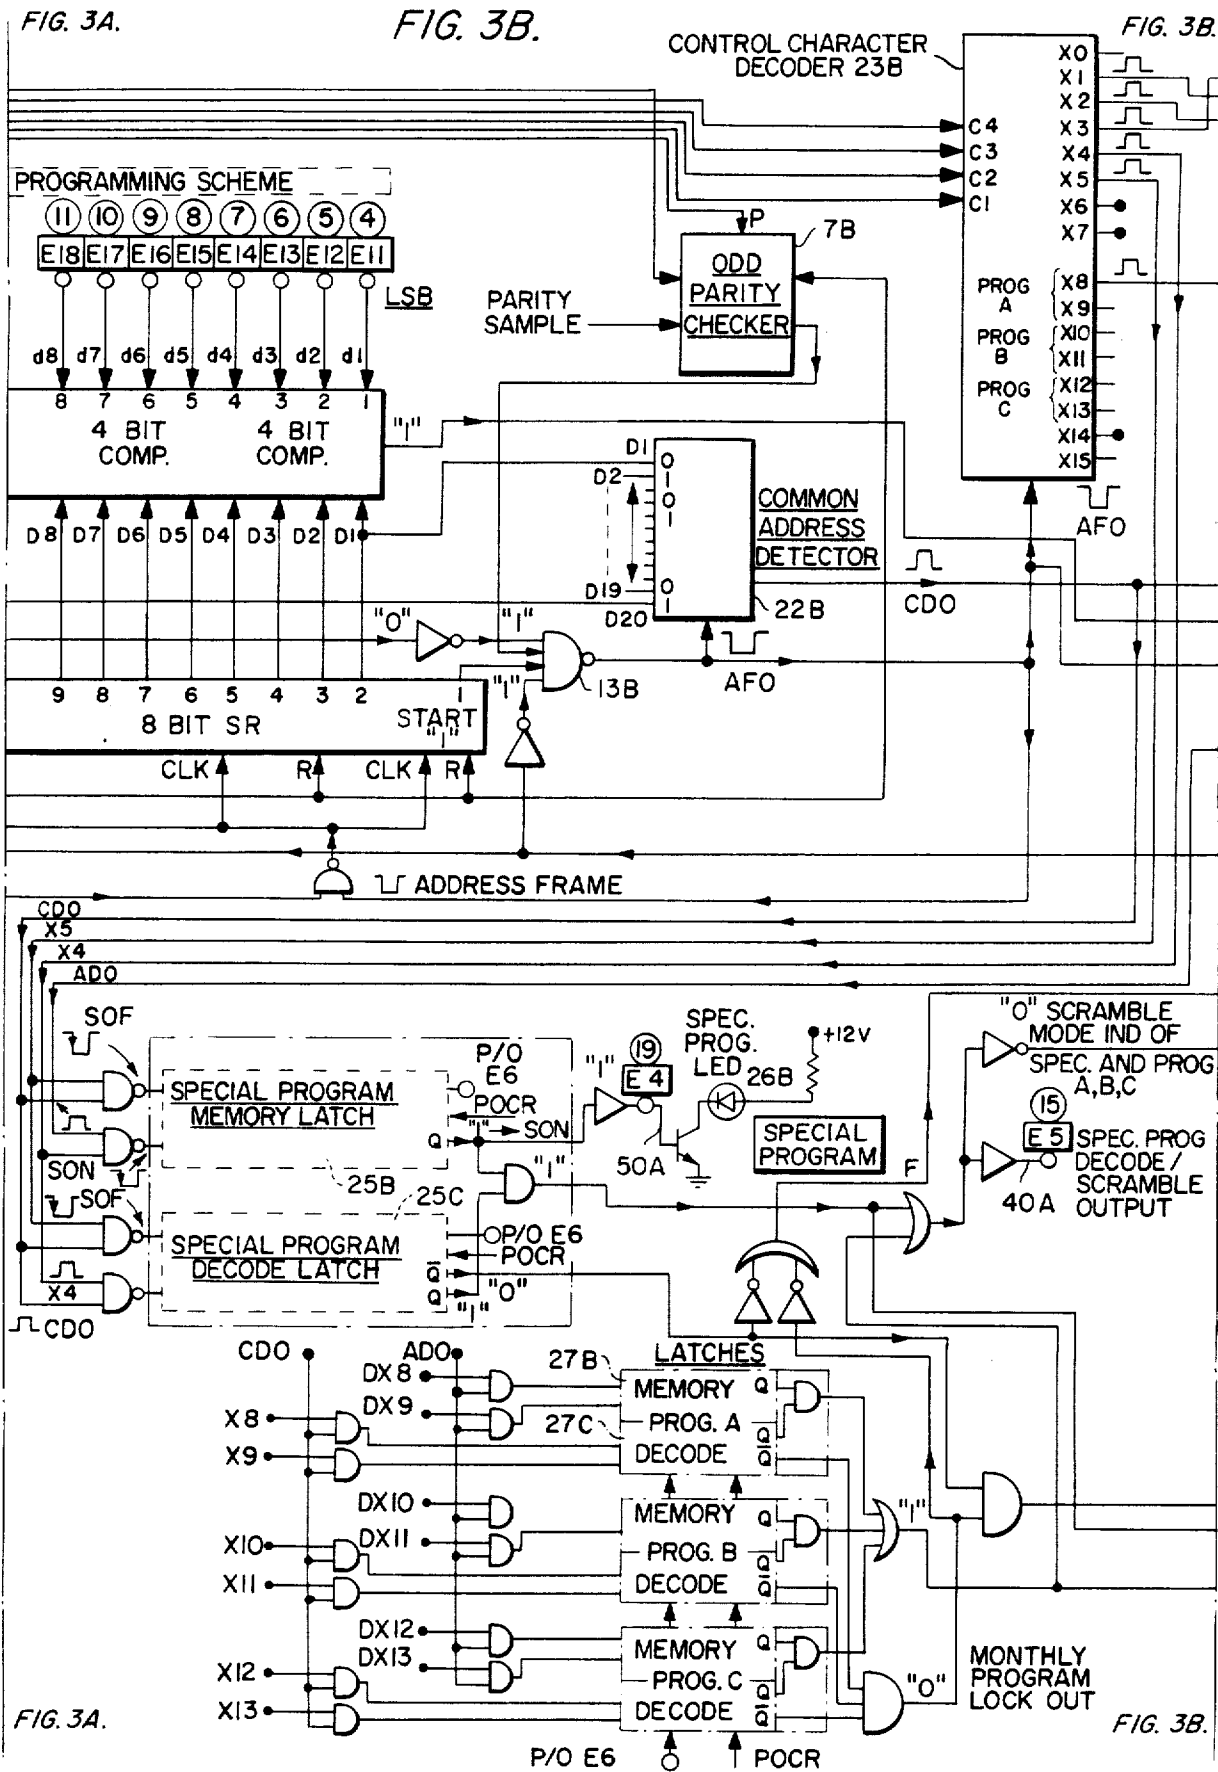 FIG. 3A.
FIG. 3B.
FIG. 3B.
CONTROL CHARACTER
DECODER 23B
X0
X1
X2
X3
X4
X5
X6
X7
X8
X9
X10
X11
X12
X13
X14
X15
C4
C3
C2
C1
PROG
A
PROG
B
PROG
C
AFO
PROGRAMMING SCHEME
11 10 9 8 7 6 5 4
E18 E17 E16 E15 E14 E13 E12 E11
LSB
d8 d7 d6 d5 d4 d3 d2 d1
8 7 6 5 4 3 2 1
4 BIT
COMP.
4 BIT
COMP.
"1"
D8 D7 D6 D5 D4 D3 D2 D1
P
7B
ODD
PARITY
CHECKER
PARITY
SAMPLE
D1
D2
D19
D20
0
1
0
1
0
1
COMMON
ADDRESS
DETECTOR
22B
CDO
"0"
"1"
"1"
13B
AFO
9 8 7 6 5 4 3 2 1
8 BIT SR
START
"1"
CLK R CLK R
ADDRESS FRAME
CDO
X5
X4
ADO
SOF
SON
SOF
X4
CDO
P/O
E6
SPECIAL PROGRAM
MEMORY LATCH
POCR
"1" SON
Q
25B
25C
"1"
SPECIAL PROGRAM
DECODE LATCH
P/O E6
POCR
Q
Q
"0"
"1"
"1"
19
E4
50A
SPEC.
PROG.
LED
26B
+12V
SPECIAL
PROGRAM
F
"0" SCRAMBLE
MODE IND OF
SPEC. AND PROG
A,B,C
15
E5
SPEC. PROG
DECODE/
SCRAMBLE
OUTPUT
40A
CDO
ADO
LATCHES
27B
27C
DX8
DX9
X8
X9
MEMORY Q
PROG. A
Q
DECODE Q
DX10
DX11
X10
X11
MEMORY Q
PROG. B
Q
DECODE Q
"1"
DX12
DX13
X12
X13
MEMORY Q
PROG. C
Q
DECODE Q
"0"
MONTHLY
PROGRAM
LOCK OUT
P/O E6
POCR
FIG. 3A.
FIG. 3B.